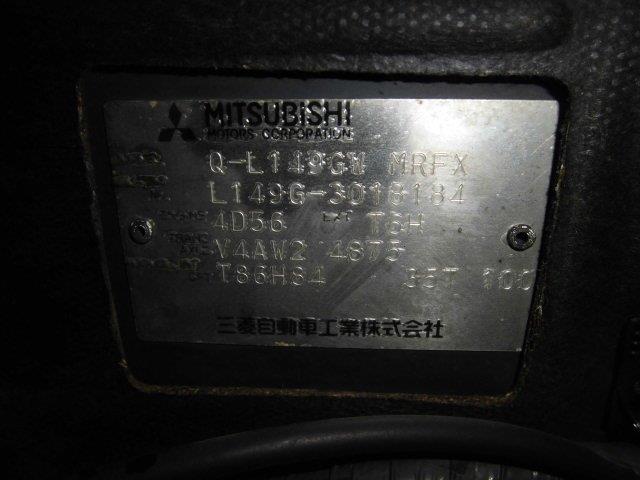 MITSUBISHI
MOTORS CORPORATION
Q-L149GW MRFX
L149G-3018184
4D56 EXT T6H
V4AW2 4875
T86H84 35T 100
三菱自動車工業株式会社